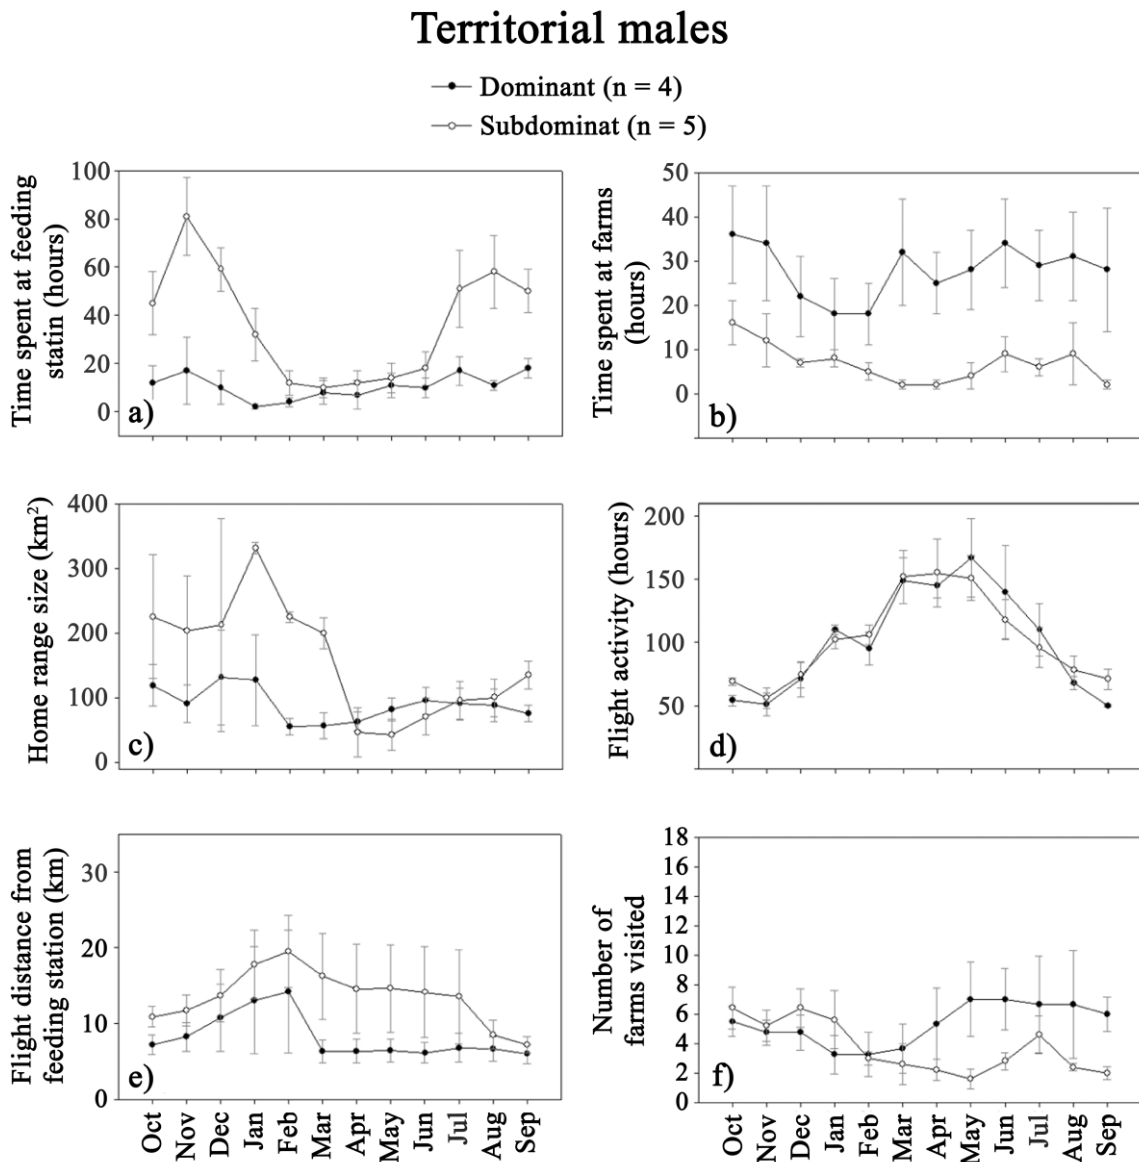 Territorial males
Dominant (n = 4)
Subdominat (n = 5)
Time spent at feeding
statin (hours)
100
80
60
40
20
0
a)
Time spent at farms
(hours)
50
40
30
20
10
0
b)
Home range size (km²)
400
300
200
100
0
c)
Flight activity (hours)
200
150
100
50
d)
Flight distance from
feeding station (km)
30
20
10
0
e)
Oct
Nov
Dec
Jan
Feb
Mar
Apr
May
Jun
Jul
Aug
Sep
Number of
farms visited
18
16
14
12
10
8
6
4
2
0
f)
Oct
Nov
Dec
Jan
Feb
Mar
Apr
May
Jun
Jul
Aug
Sep